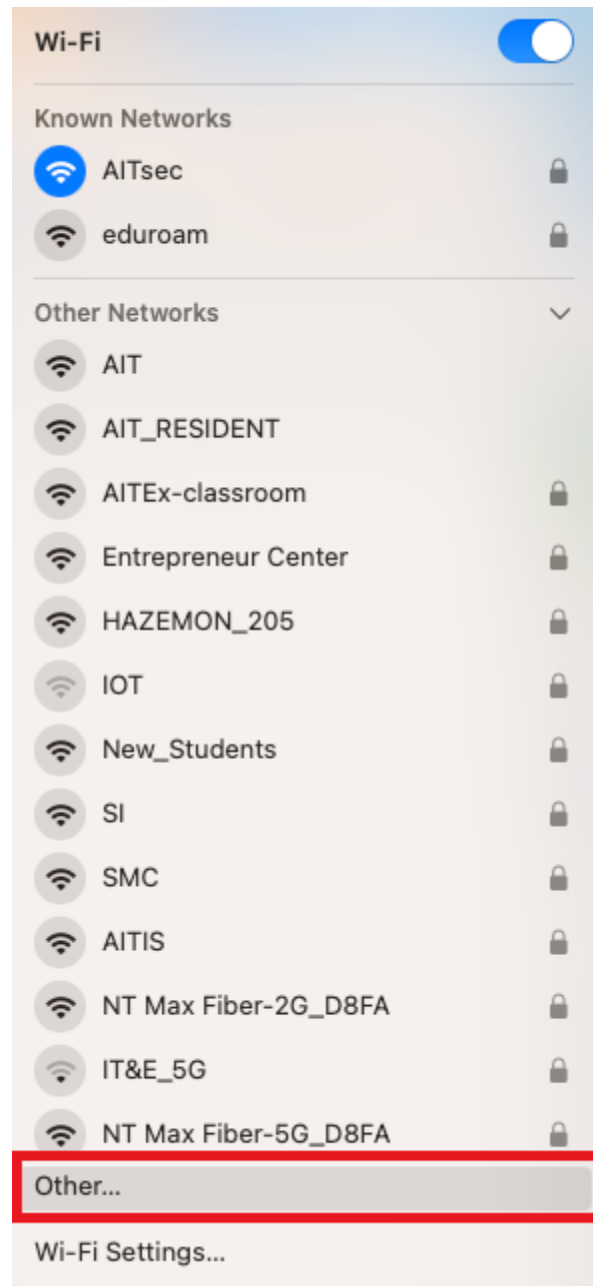 Wi-Fi
Known Networks
AITsec
eduroam
Other Networks
AIT
AIT_RESIDENT
AITEx-classroom
Entrepreneur Center
HAZEMON_205
IOT
New_Students
SI
SMC
AITIS
NT Max Fiber-2G_D8FA
IT&E_5G
NT Max Fiber-5G_D8FA
Other...
Wi-Fi Settings...